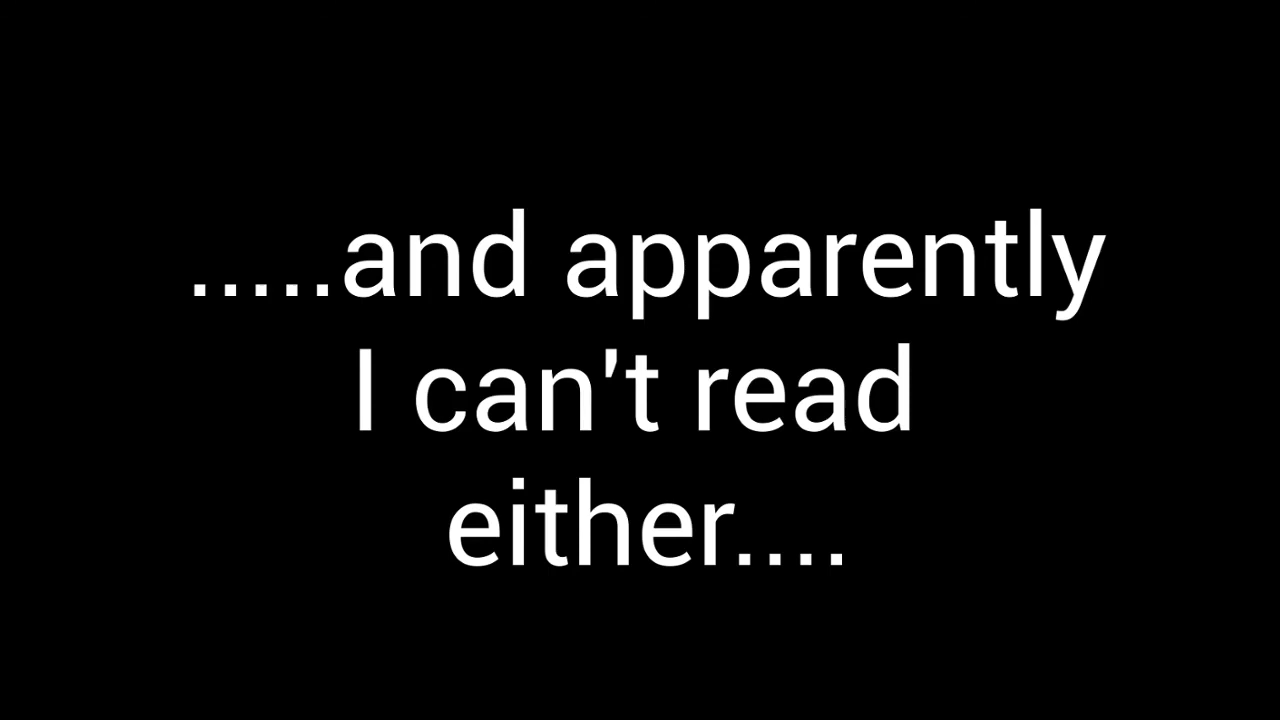 .....and apparently
I can't read
either....